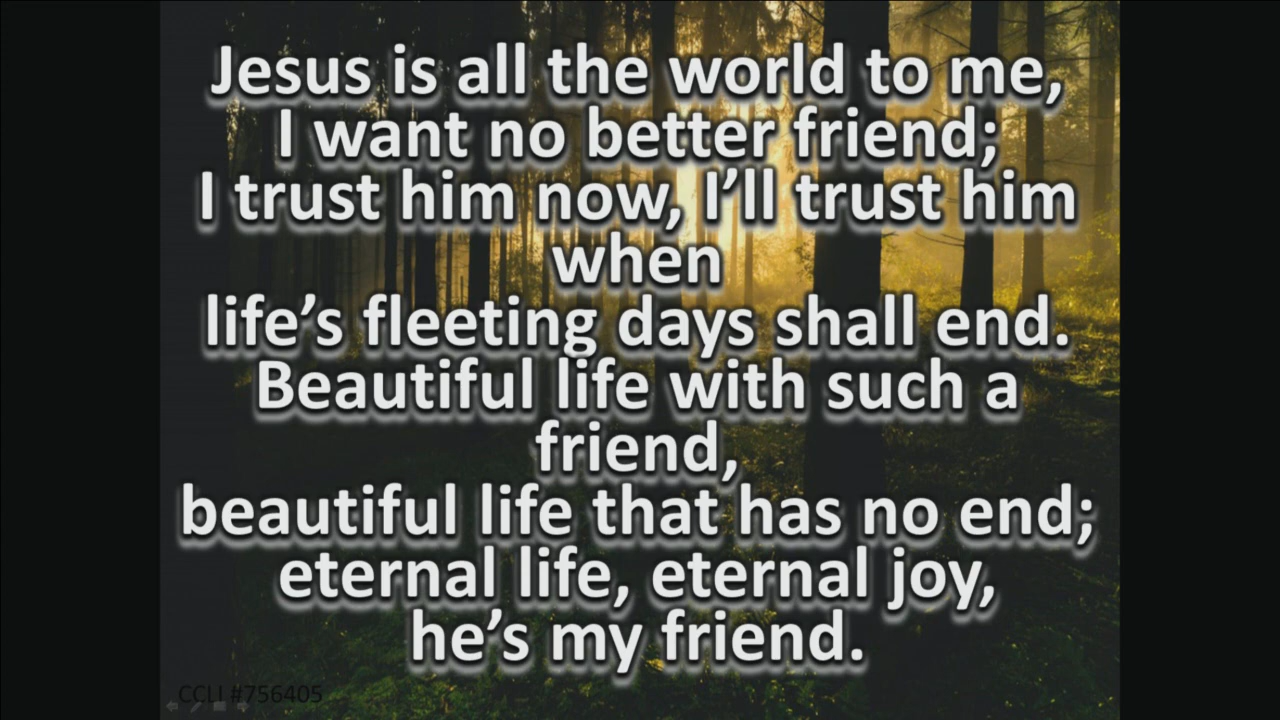 Jesus is all the world to me,
I want no better friend;
I trust him now, I’ll trust him
when
life’s fleeting days shall end.
Beautiful life with such a
friend,
beautiful life that has no end;
eternal life, eternal joy,
he’s my friend.
CCLI #756405